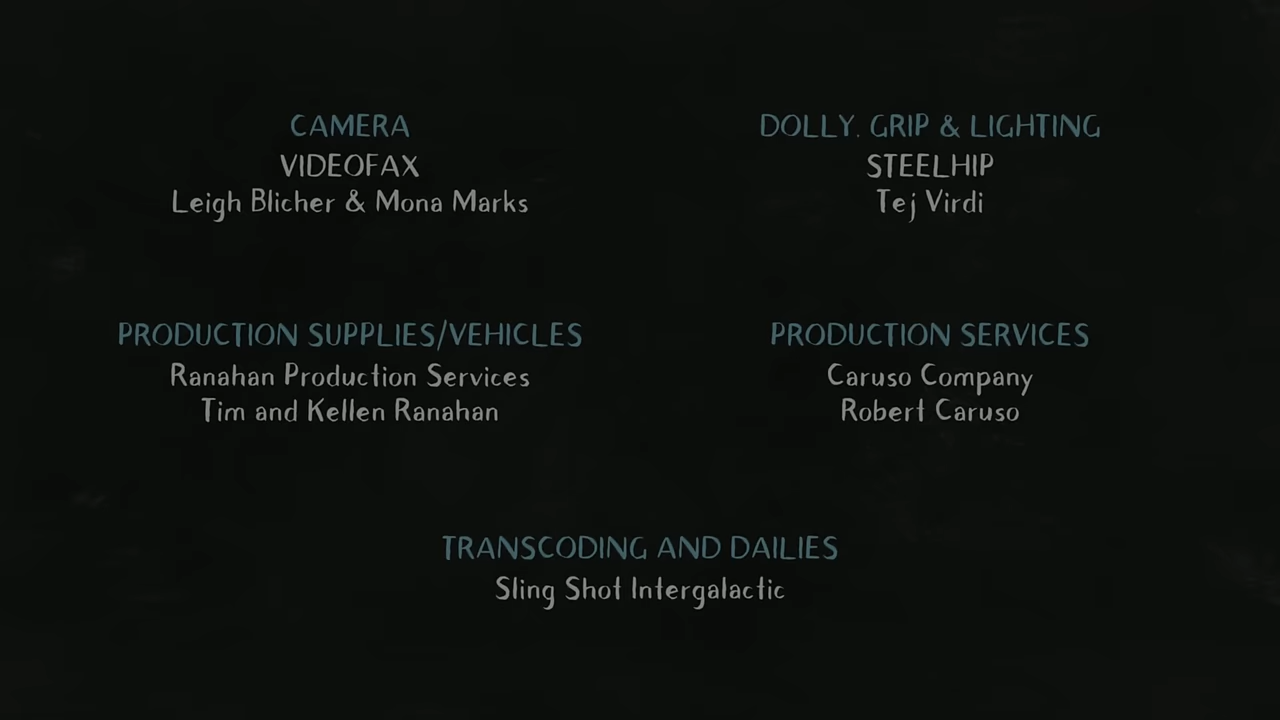 CAMERA
VIDEOFAX
Leigh Blicher & Mona Marks
DOLLY, GRIP & LIGHTING
STEELHIP
Tej Virdi
PRODUCTION SUPPLIES/VEHICLES
Ranahan Production Services
Tim and Kellen Ranahan
PRODUCTION SERVICES
Caruso Company
Robert Caruso
TRANSCODING AND DAILIES
Sling Shot Intergalactic